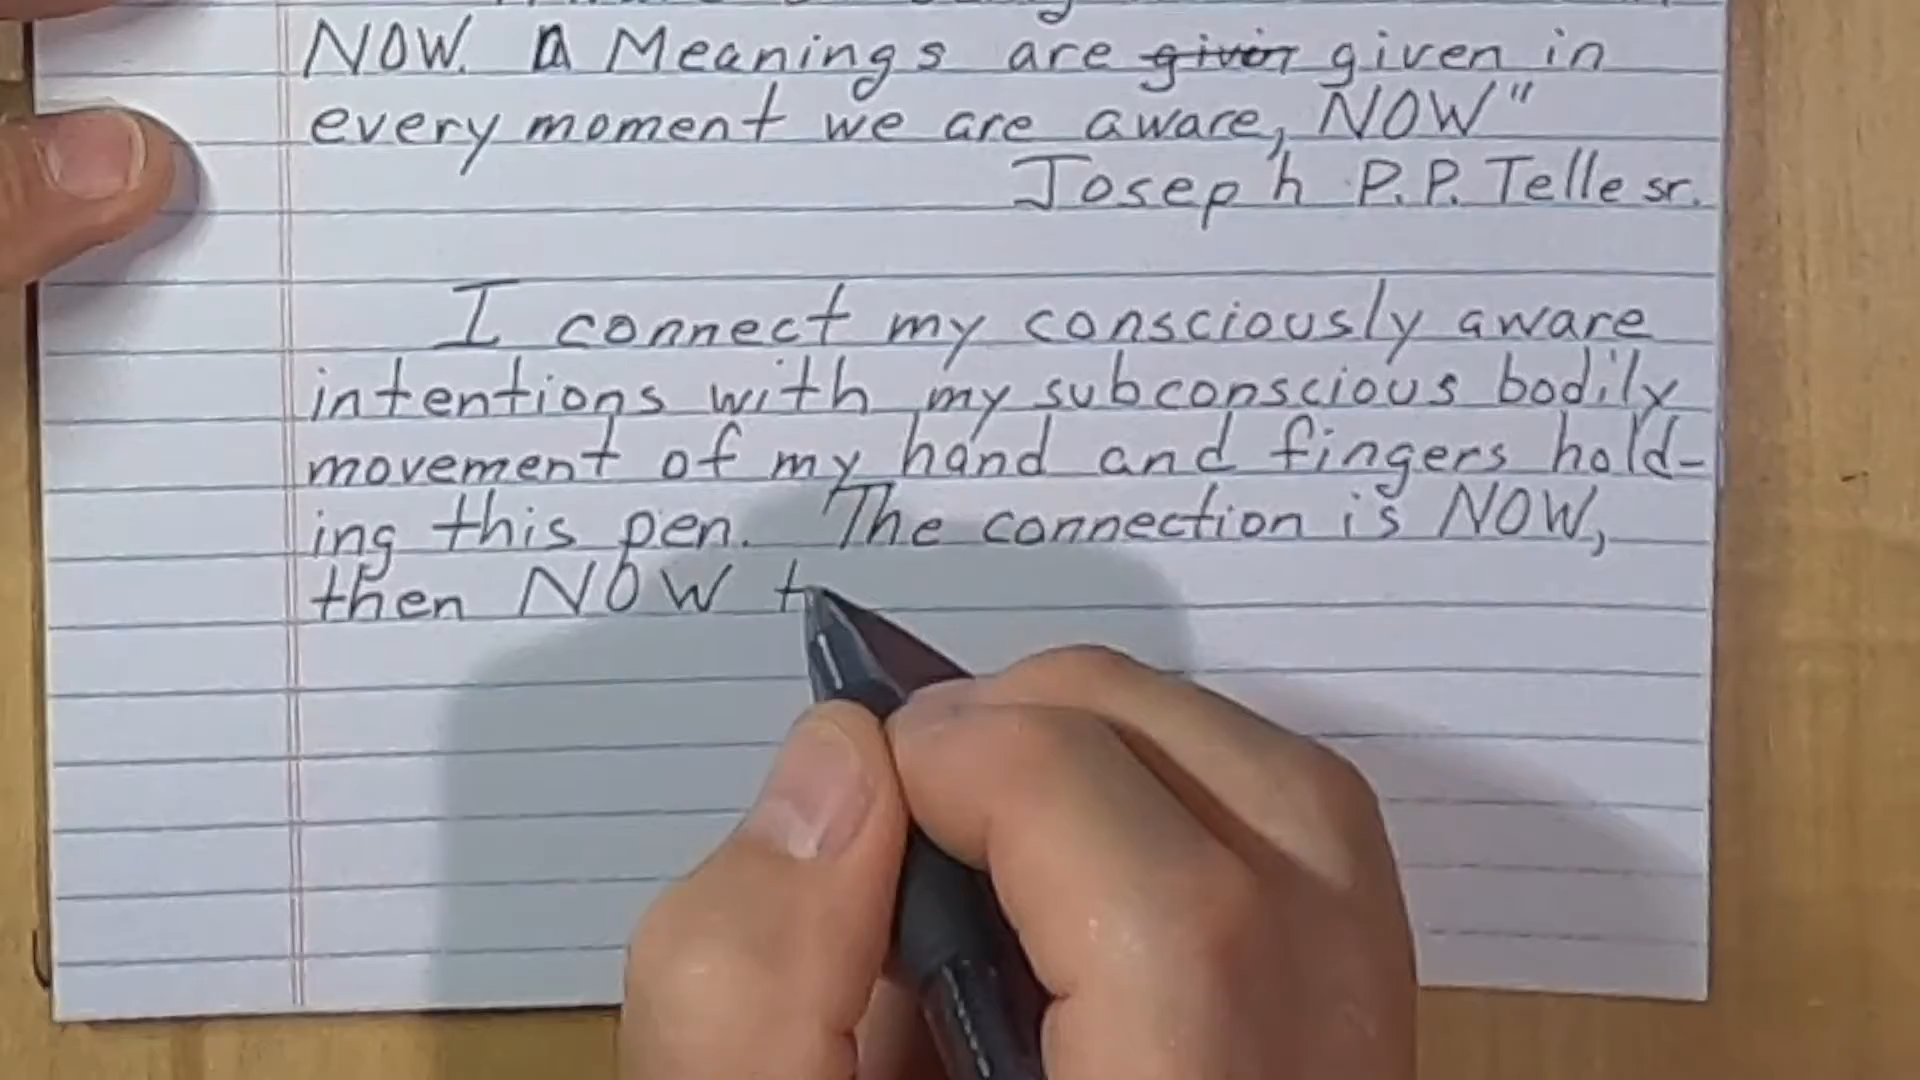 NOW. A Meanings are given in
every moment we are aware, NOW"
Joseph P.P. Telle sr.
I connect my consciously aware
intentions with my subconscious bodily
movement of my hand and fingers hold-
ing this pen. The connection is NOW,
then NOW t